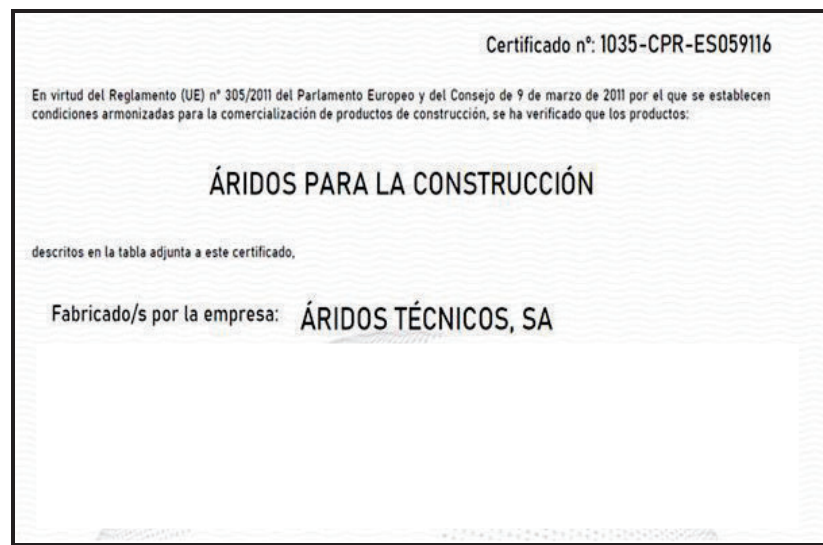 Certificado nº: 1035-CPR-ES059116
En virtud del Reglamento (UE) nº 305/2011 del Parlamento Europeo y del Consejo de 9 de marzo de 2011 por el que se establecen
condiciones armonizadas para la comercialización de productos de construcción, se ha verificado que los productos:
ÁRIDOS PARA LA CONSTRUCCIÓN
descritos en la tabla adjunta a este certificado,
Fabricado/s por la empresa: ÁRIDOS TÉCNICOS, SA